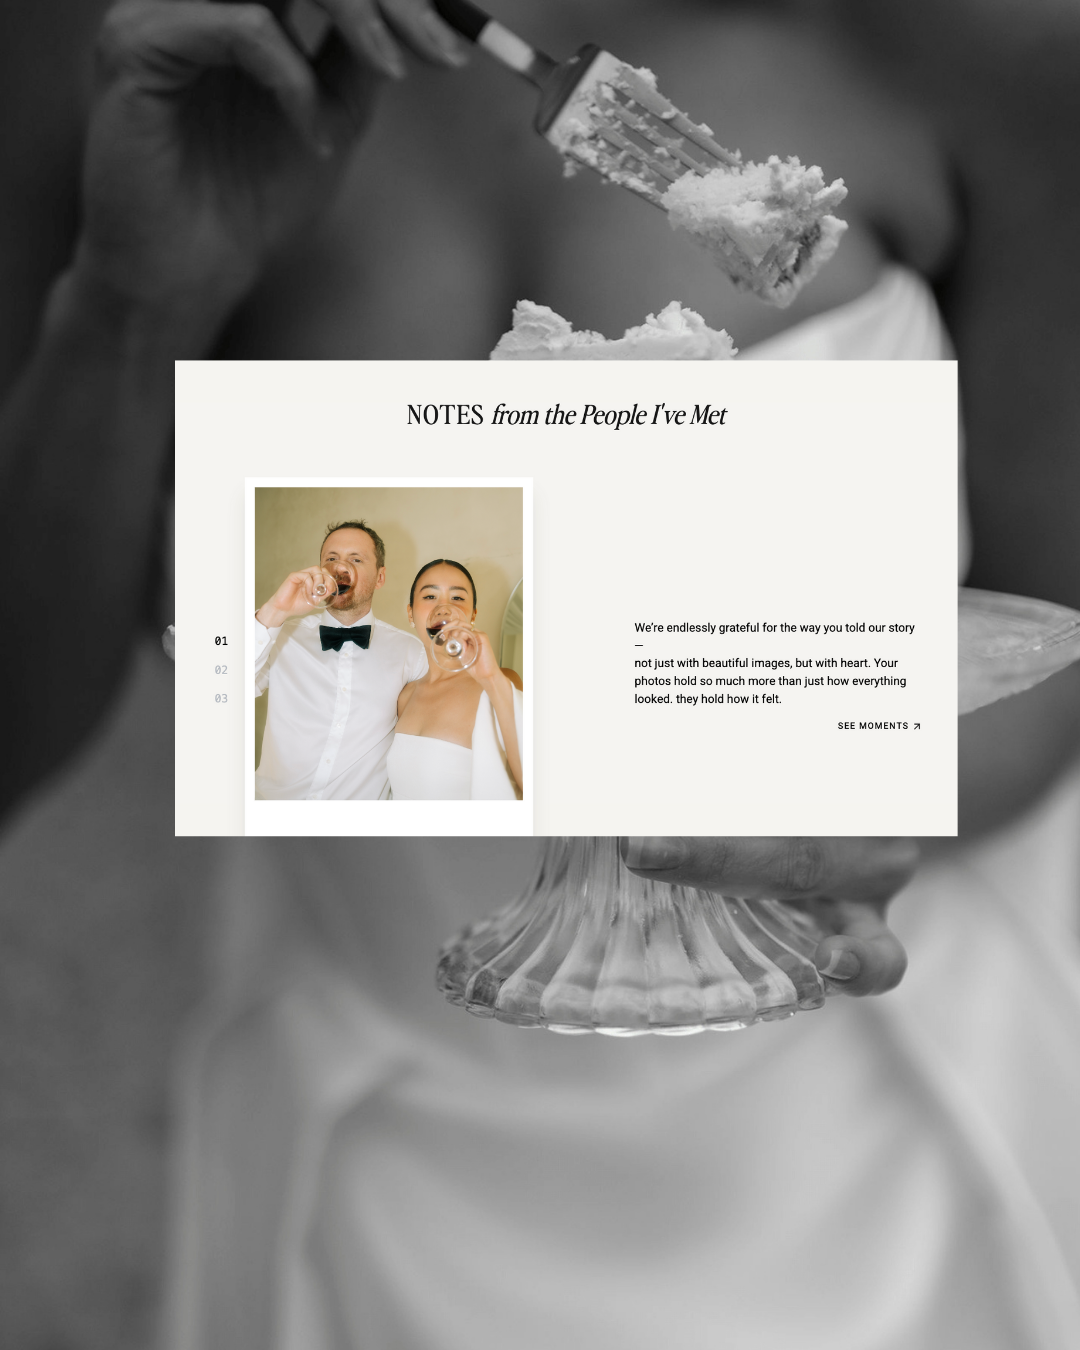 NOTES from the People I've Met
01
02
03
We’re endlessly grateful for the way you told our story
—
not just with beautiful images, but with heart. Your
photos hold so much more than just how everything
looked. they hold how it felt.
SEE MOMENTS ↗